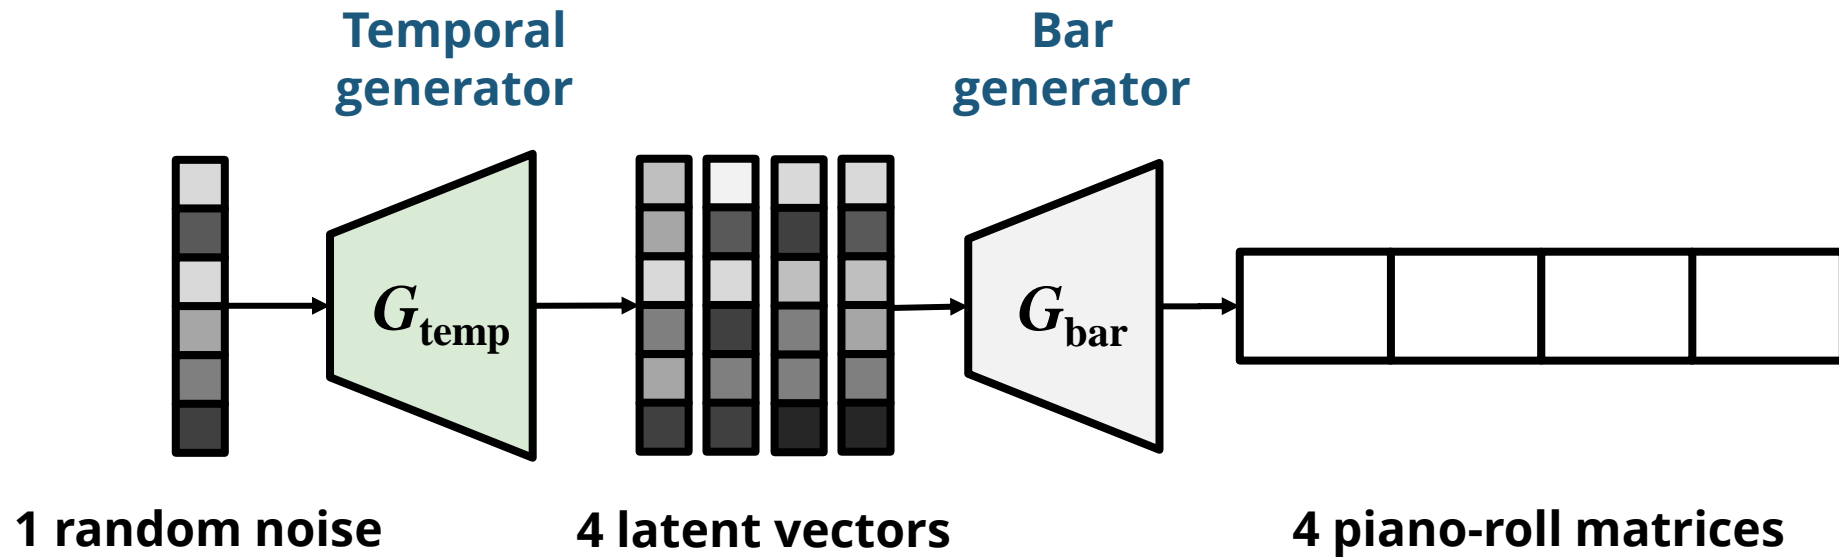 Temporal
generator
Bar
generator
G_temp
G_bar
1 random noise
4 latent vectors
4 piano-roll matrices